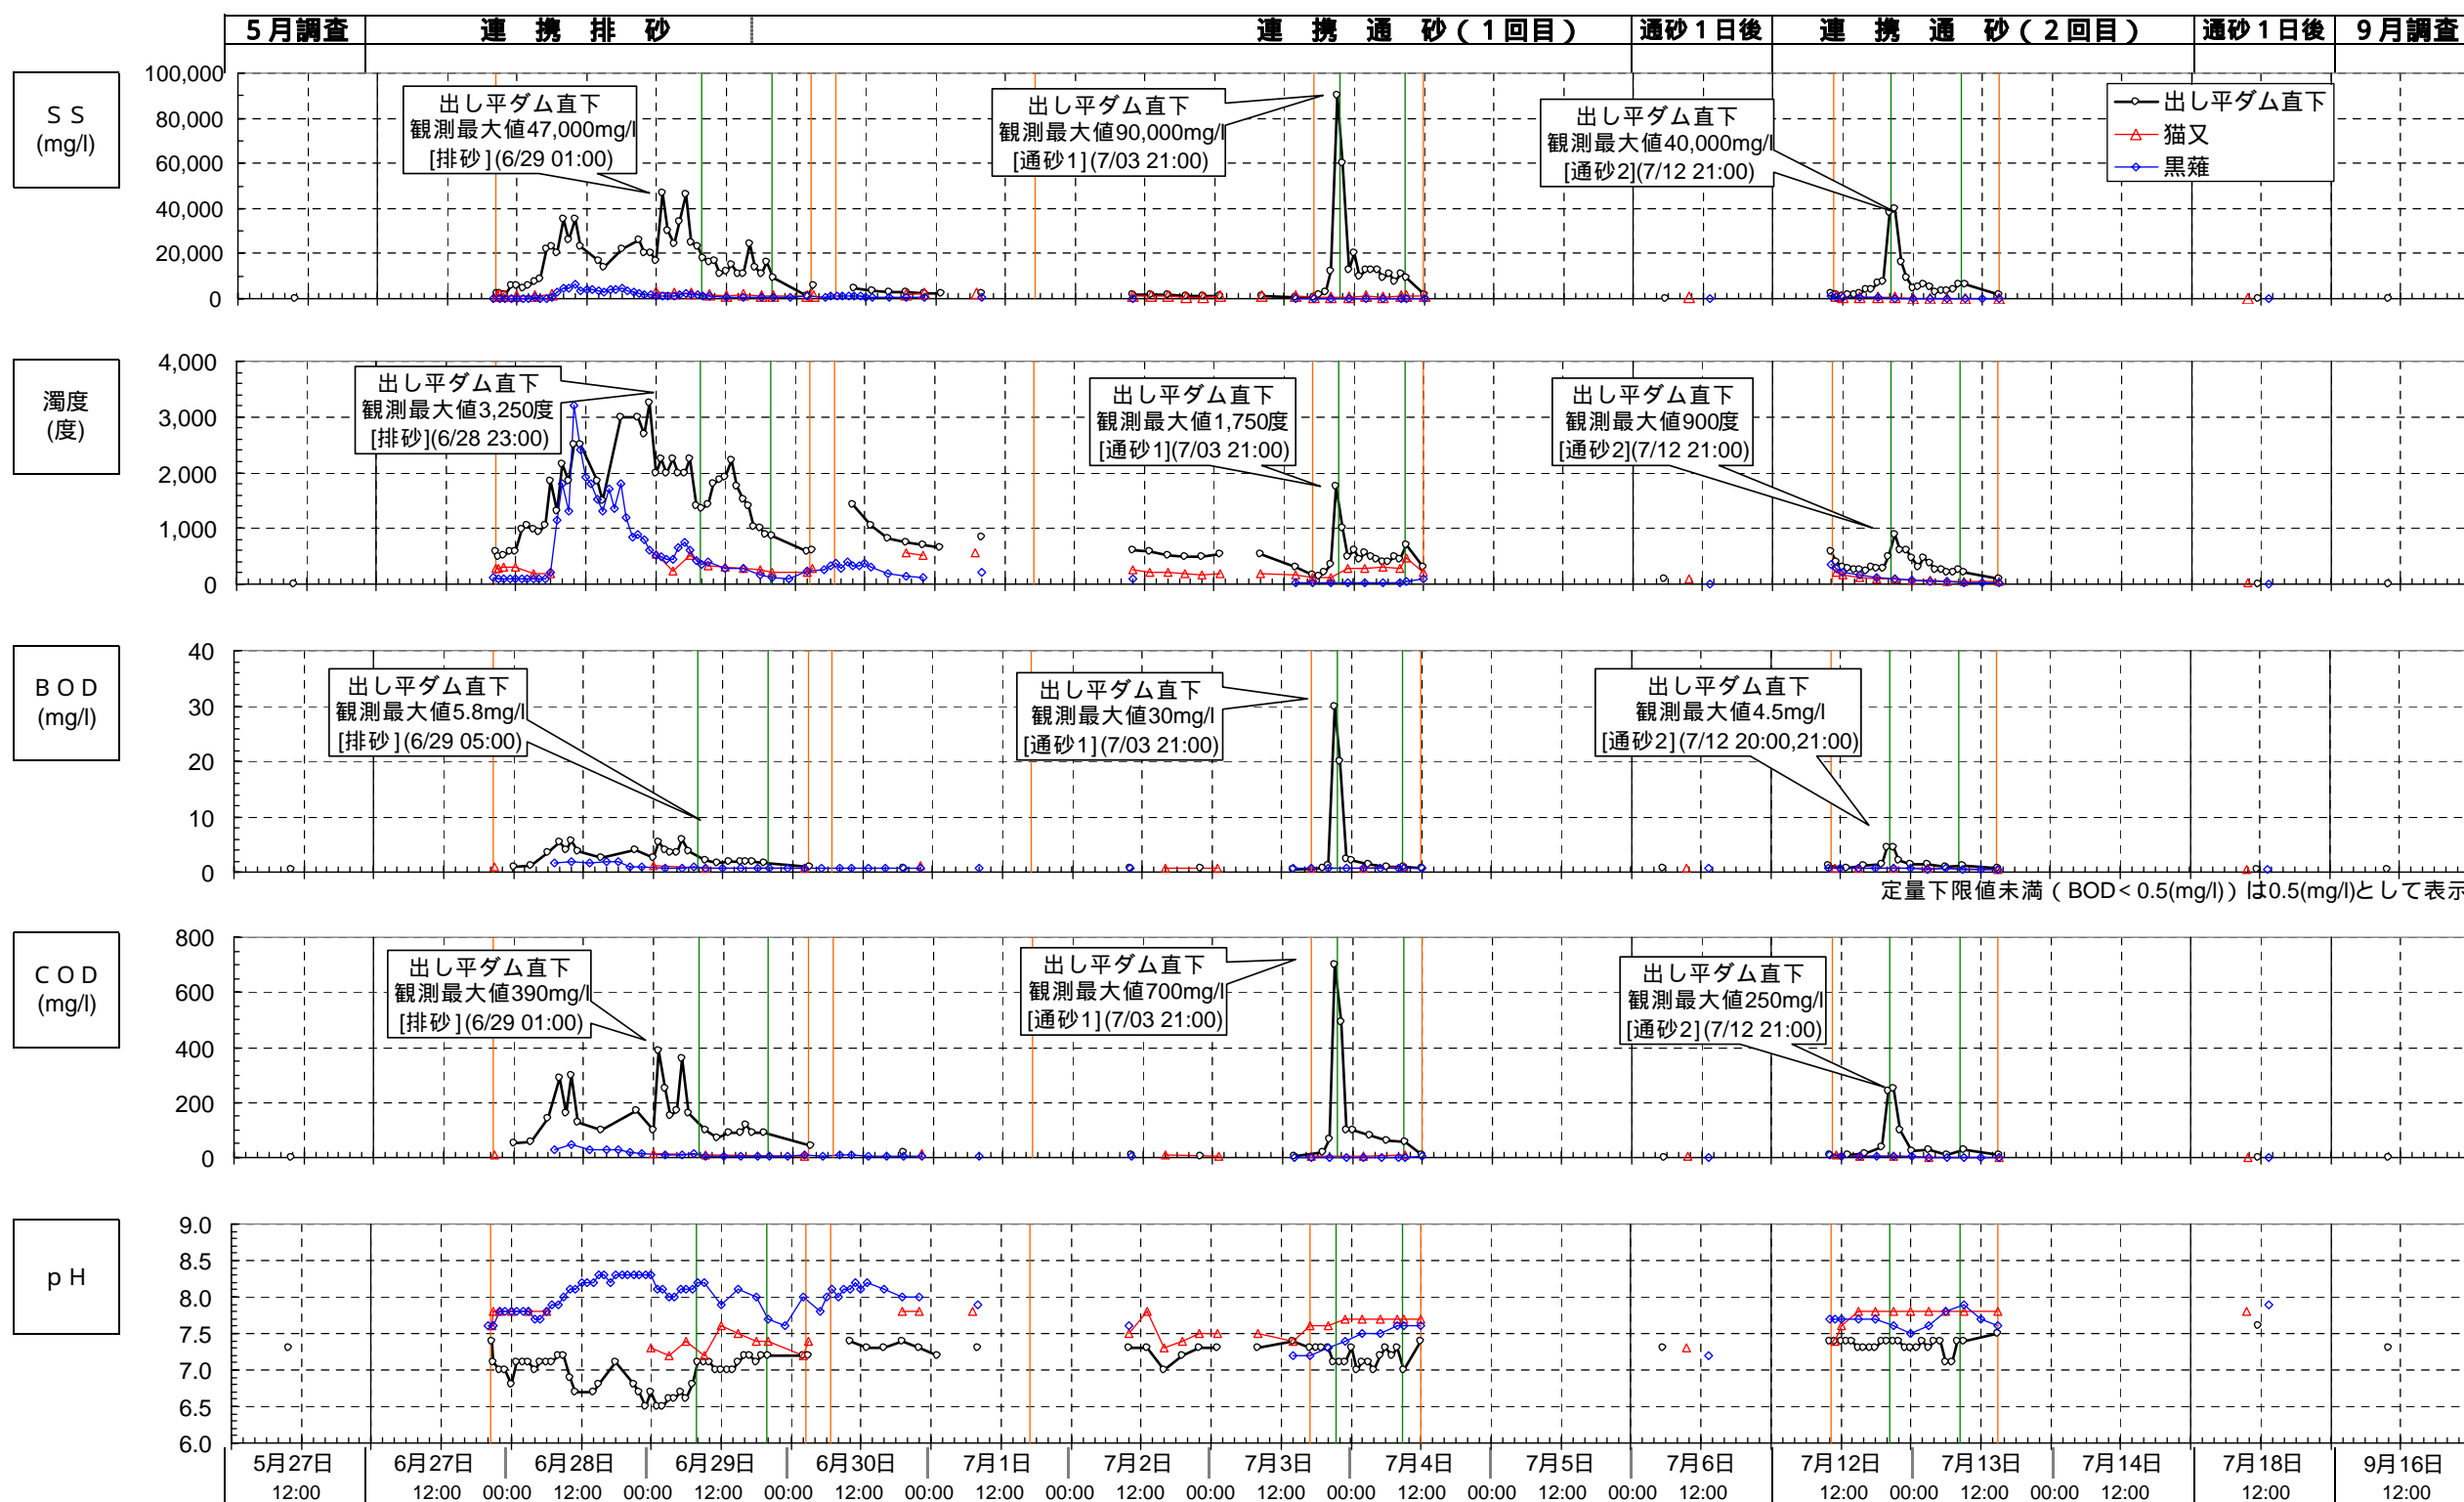 5月調査 連携排砂 連携通砂(1回目) 通砂1日後 連携通砂(2回目) 通砂1日後 9月調査
SS
(mg/l)
100,000
80,000
60,000
40,000
20,000
0
出し平ダム直下
観測最大値47,000mg/l
[排砂](6/29 01:00)
出し平ダム直下
観測最大値90,000mg/l
[通砂1](7/03 21:00)
出し平ダム直下
観測最大値40,000mg/l
[通砂2](7/12 21:00)
出し平ダム直下
猫又
黒薙
濁度
(度)
4,000
3,000
2,000
1,000
0
出し平ダム直下
観測最大値3,250度
[排砂](6/28 23:00)
出し平ダム直下
観測最大値1,750度
[通砂1](7/03 21:00)
出し平ダム直下
観測最大値900度
[通砂2](7/12 21:00)
BOD
(mg/l)
40
30
20
10
0
出し平ダム直下
観測最大値5.8mg/l
[排砂](6/29 05:00)
出し平ダム直下
観測最大値30mg/l
[通砂1](7/03 21:00)
出し平ダム直下
観測最大値4.5mg/l
[通砂2](7/12 20:00,21:00)
定量下限値未満(BOD<0.5(mg/l))は0.5(mg/l)として表示
COD
(mg/l)
800
600
400
200
0
出し平ダム直下
観測最大値390mg/l
[排砂](6/29 01:00)
出し平ダム直下
観測最大値700mg/l
[通砂1](7/03 21:00)
出し平ダム直下
観測最大値250mg/l
[通砂2](7/12 21:00)
pH
9.0
8.5
8.0
7.5
7.0
6.5
6.0
5月27日 6月27日 6月28日 6月29日 6月30日 7月1日 7月2日 7月3日 7月4日 7月5日 7月6日 7月12日 7月13日 7月14日 7月18日 9月16日
12:00 12:00 00:00 12:00 00:00 12:00 00:00 12:00 00:00 12:00 00:00 12:00 00:00 12:00 00:00 12:00 00:00 12:00 00:00 12:00 12:00 00:00 12:00 00:00 12:00 12:00 12:00